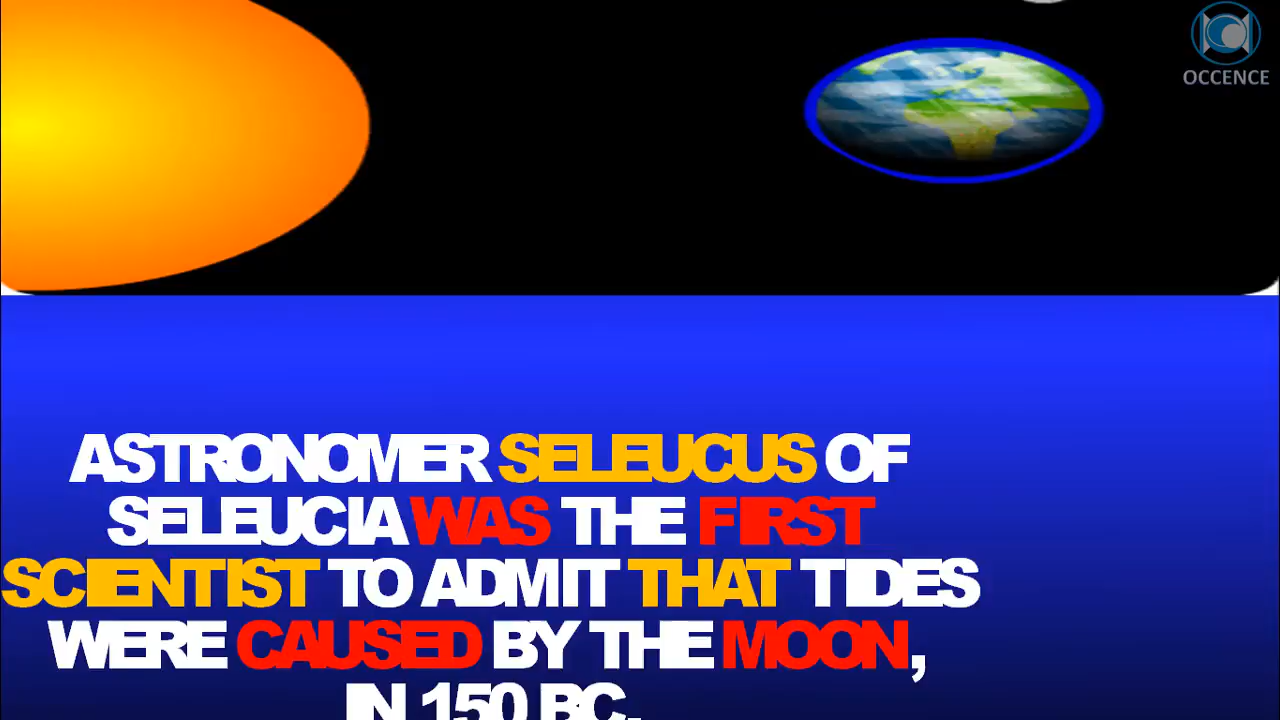 OCCENCE
ASTRONOMER SELEUCUS OF
SELEUCIA WAS THE FIRST
SCIENTIST TO ADMIT THAT TIDES
WERE CAUSED BY THE MOON,
IN 150 BC.